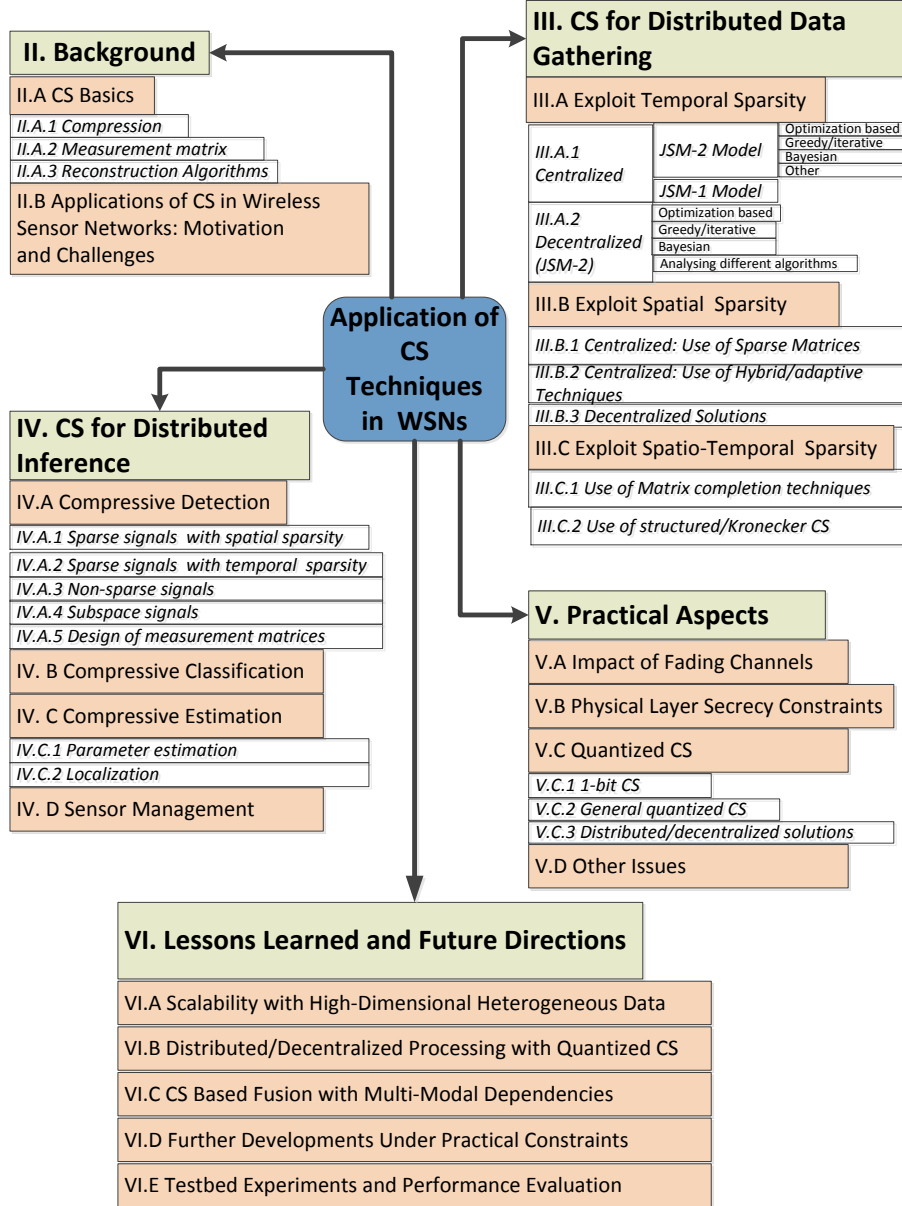 II. Background
II.A CS Basics
II.A.1 Compression
II.A.2 Measurement matrix
II.A.3 Reconstruction Algorithms
II.B Applications of CS in Wireless
Sensor Networks: Motivation
and Challenges
III. CS for Distributed Data
Gathering
III.A Exploit Temporal Sparsity
III.A.1
Centralized
JSM-2 Model
Optimization based
Greedy/iterative
Bayesian
Other
JSM-1 Model
III.A.2
Decentralized
(JSM-2)
Optimization based
Greedy/iterative
Bayesian
Analysing different algorithms
III.B Exploit Spatial Sparsity
III.B.1 Centralized: Use of Sparse Matrices
III.B.2 Centralized: Use of Hybrid/adaptive
Techniques
III.B.3 Decentralized Solutions
III.C Exploit Spatio-Temporal Sparsity
III.C.1 Use of Matrix completion techniques
III.C.2 Use of structured/Kronecker CS
Application of
CS
Techniques
in WSNs
IV. CS for Distributed
Inference
IV.A Compressive Detection
IV.A.1 Sparse signals with spatial sparsity
IV.A.2 Sparse signals with temporal sparsity
IV.A.3 Non-sparse signals
IV.A.4 Subspace signals
IV.A.5 Design of measurement matrices
IV. B Compressive Classification
IV. C Compressive Estimation
IV.C.1 Parameter estimation
IV.C.2 Localization
IV. D Sensor Management
V. Practical Aspects
V.A Impact of Fading Channels
V.B Physical Layer Secrecy Constraints
V.C Quantized CS
V.C.1 1-bit CS
V.C.2 General quantized CS
V.C.3 Distributed/decentralized solutions
V.D Other Issues
VI. Lessons Learned and Future Directions
VI.A Scalability with High-Dimensional Heterogeneous Data
VI.B Distributed/Decentralized Processing with Quantized CS
VI.C CS Based Fusion with Multi-Modal Dependencies
VI.D Further Developments Under Practical Constraints
VI.E Testbed Experiments and Performance Evaluation